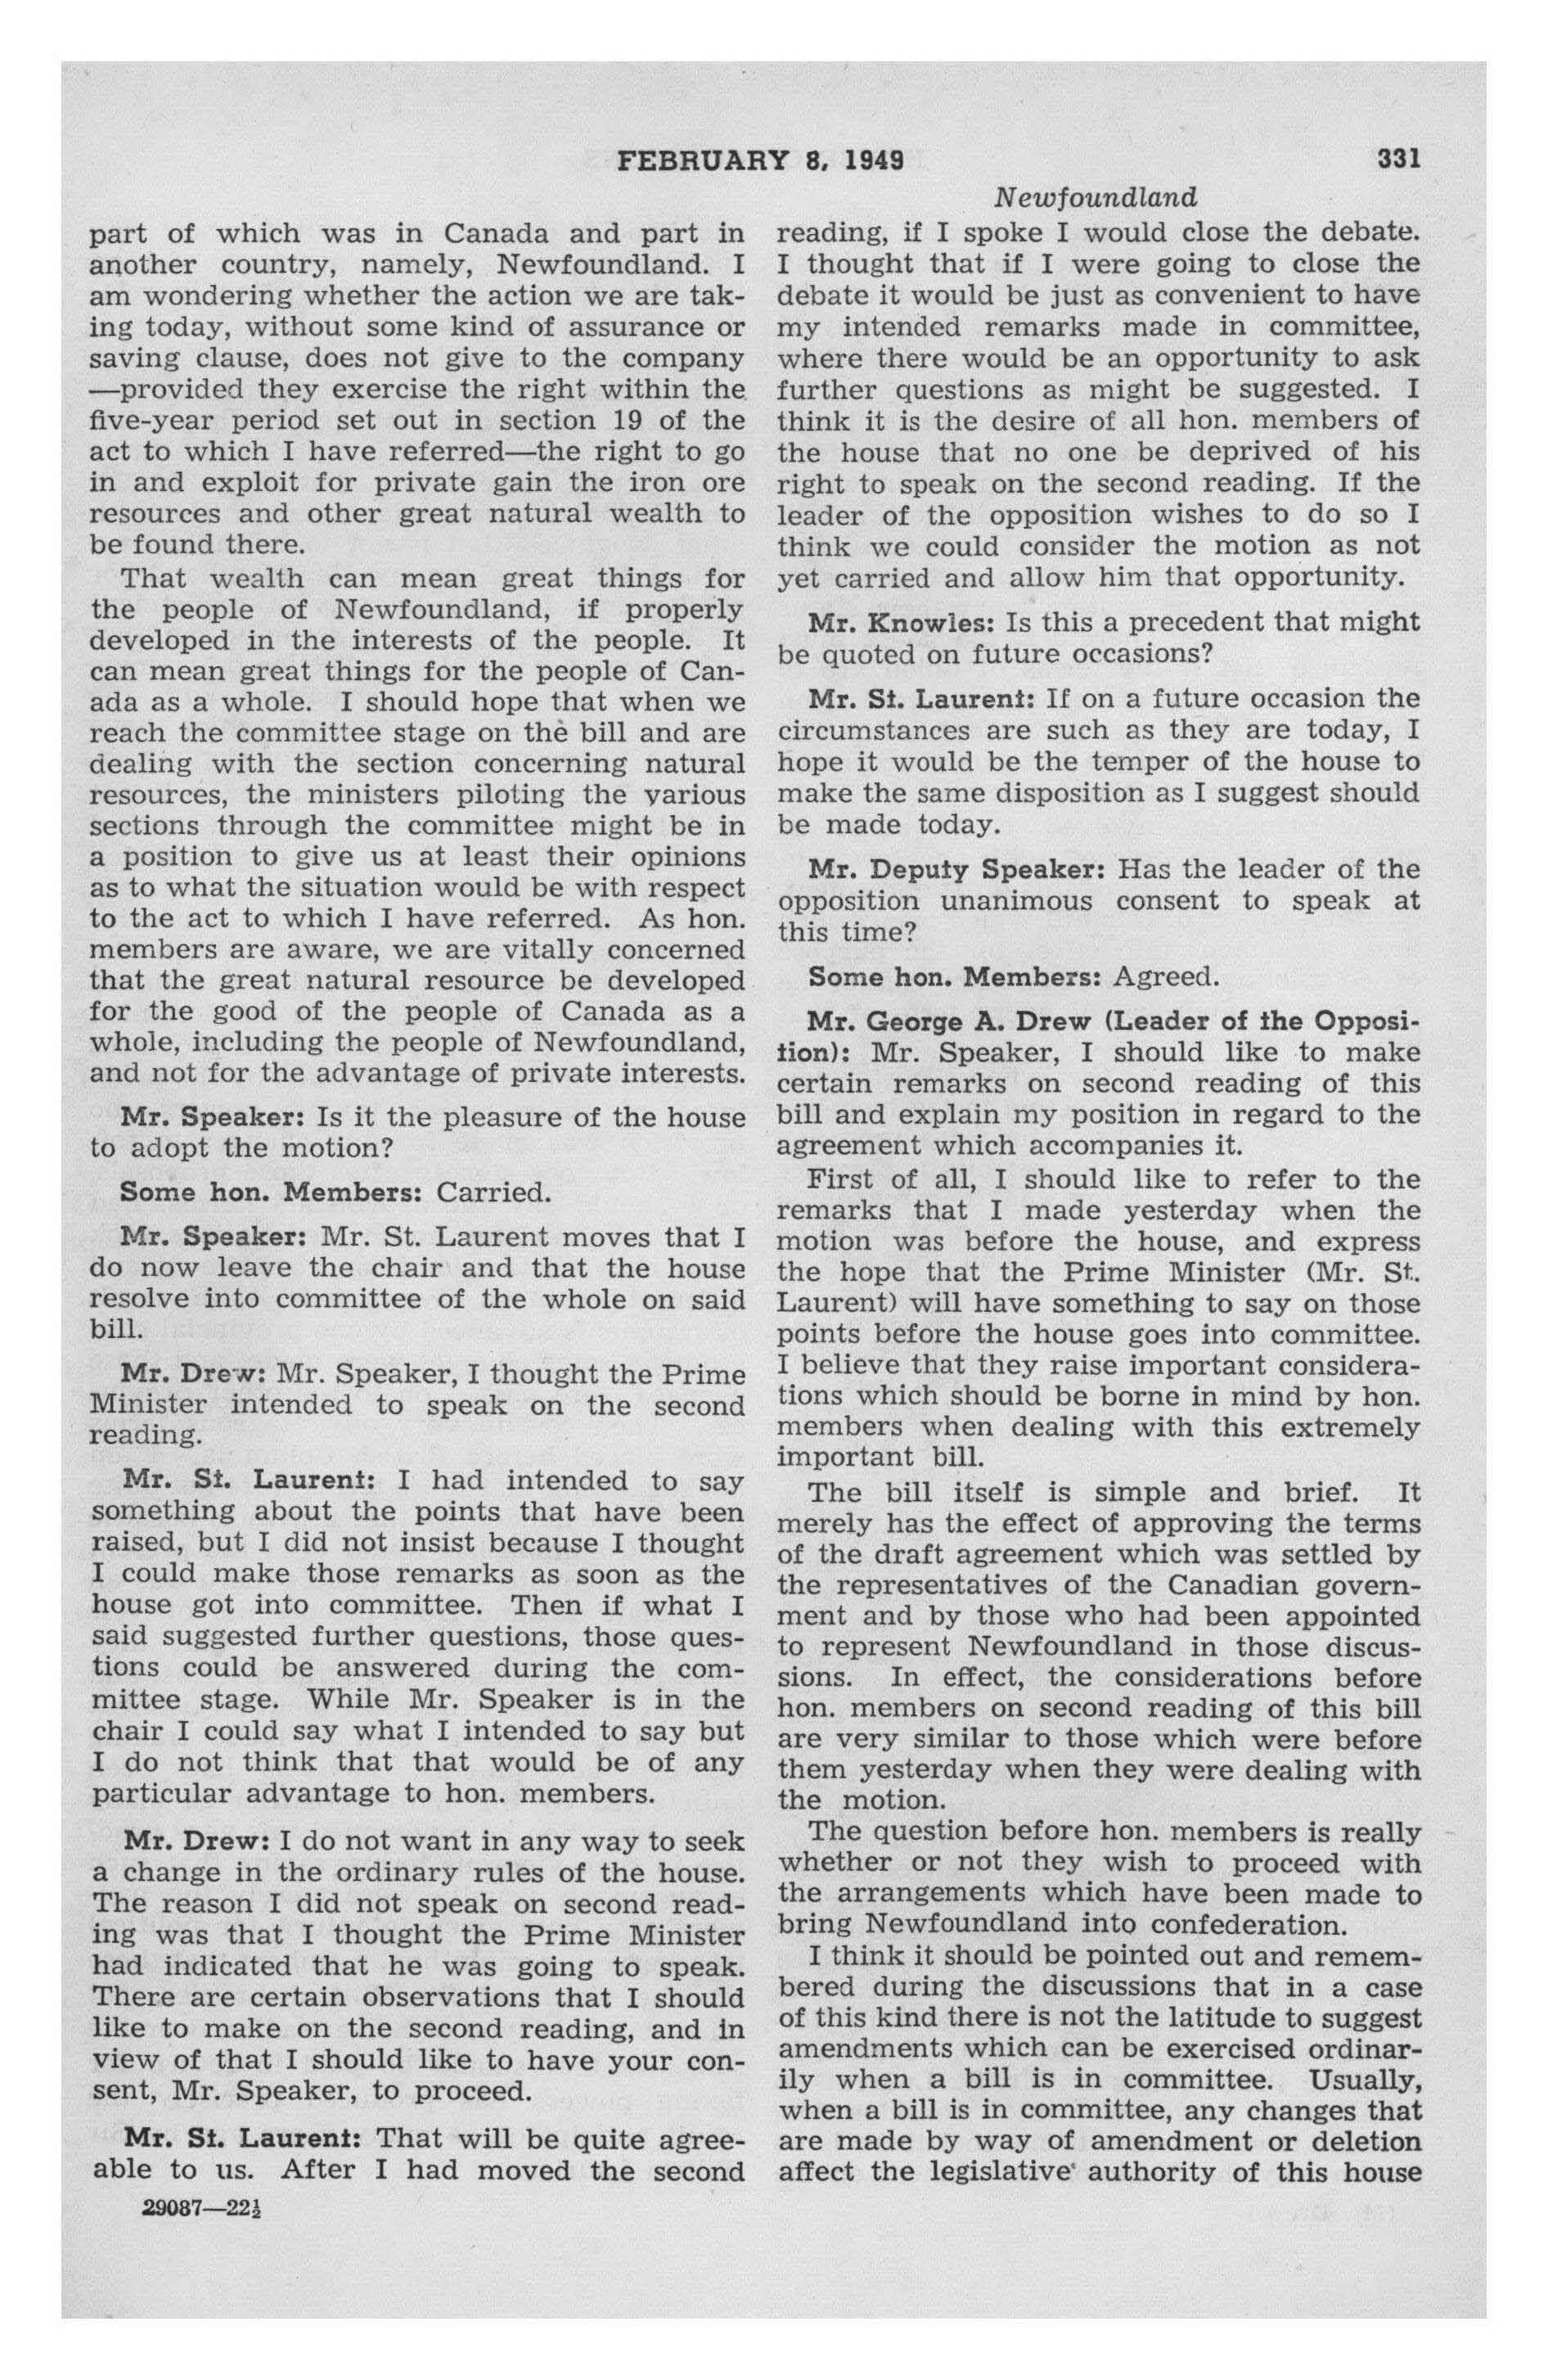 FEBRUARY 8, 1949
331
Newfoundland
part of which was in Canada and part in
another country, namely, Newfoundland. I
am wondering whether the action we are tak-
ing today, without some kind of assurance or
saving clause, does not give to the company
—provided they exercise the right within the
five-year period set out in section 19 of the
act to which I have referred—the right to go
in and exploit for private gain the iron ore
resources and other great natural wealth to
be found there.
That wealth can mean great things for
the people of Newfoundland, if properly
developed in the interests of the people. It
can mean great things for the people of Can-
ada as a whole. I should hope that when we
reach the committee stage on the bill and are
dealing with the section concerning natural
resources, the ministers piloting the various
sections through the committee might be in
a position to give us at least their opinions
as to what the situation would be with respect
to the act to which I have referred. As hon.
members are aware, we are vitally concerned
that the great natural resource be developed
for the good of the people of Canada as a
whole, including the people of Newfoundland,
and not for the advantage of private interests.
Mr. Speaker: Is it the pleasure of the house
to adopt the motion?
Some hon. Members: Carried.
Mr. Speaker: Mr. St. Laurent moves that I
do now leave the chair and that the house
resolve into committee of the whole on said
bill.
Mr. Drew: Mr. Speaker, I thought the Prime
Minister intended to speak on the second
reading.
Mr. St. Laurent: I had intended to say
something about the points that have been
raised, but I did not insist because I thought
I could make those remarks as soon as the
house got into committee. Then if what I
said suggested further questions, those ques-
tions could be answered during the com-
mittee stage. While Mr. Speaker is in the
chair I could say what I intended to say but
I do not think that that would be of any
particular advantage to hon. members.
Mr. Drew: I do not want in any way to seek
a change in the ordinary rules of the house.
The reason I did not speak on second read-
ing was that I thought the Prime Minister
had indicated that he was going to speak.
There are certain observations that I should
like to make on the second reading, and in
view of that I should like to have your con-
sent, Mr. Speaker, to proceed.
Mr. St. Laurent: That will be quite agree-
able to us. After I had moved the second
29087—22½
reading, if I spoke I would close the debate.
I thought that if I were going to close the
debate it would be just as convenient to have
my intended remarks made in committee,
where there would be an opportunity to ask
further questions as might be suggested. I
think it is the desire of all hon. members of
the house that no one be deprived of his
right to speak on the second reading. If the
leader of the opposition wishes to do so I
think we could consider the motion as not
yet carried and allow him that opportunity.
Mr. Knowles: Is this a precedent that might
be quoted on future occasions?
Mr. St. Laurent: If on a future occasion the
circumstances are such as they are today, I
hope it would be the temper of the house to
make the same disposition as I suggest should
be made today.
Mr. Deputy Speaker: Has the leader of the
opposition unanimous consent to speak at
this time?
Some hon. Members: Agreed.
Mr. George A. Drew (Leader of the Opposi-
tion): Mr. Speaker, I should like to make
certain remarks on second reading of this
bill and explain my position in regard to the
agreement which accompanies it.
First of all, I should like to refer to the
remarks that I made yesterday when the
motion was before the house, and express
the hope that the Prime Minister (Mr. St.
Laurent) will have something to say on those
points before the house goes into committee.
I believe that they raise important considera-
tions which should be borne in mind by hon.
members when dealing with this extremely
important bill.
The bill itself is simple and brief. It
merely has the effect of approving the terms
of the draft agreement which was settled by
the representatives of the Canadian govern-
ment and by those who had been appointed
to represent Newfoundland in those discus-
sions. In effect, the considerations before
hon. members on second reading of this bill
are very similar to those which were before
them yesterday when they were dealing with
the motion.
The question before hon. members is really
whether or not they wish to proceed with
the arrangements which have been made to
bring Newfoundland into confederation.
I think it should be pointed out and remem-
bered during the discussions that in a case
of this kind there is not the latitude to suggest
amendments which can be exercised ordinar-
ily when a bill is in committee. Usually,
when a bill is in committee, any changes that
are made by way of amendment or deletion
affect the legislative authority of this house